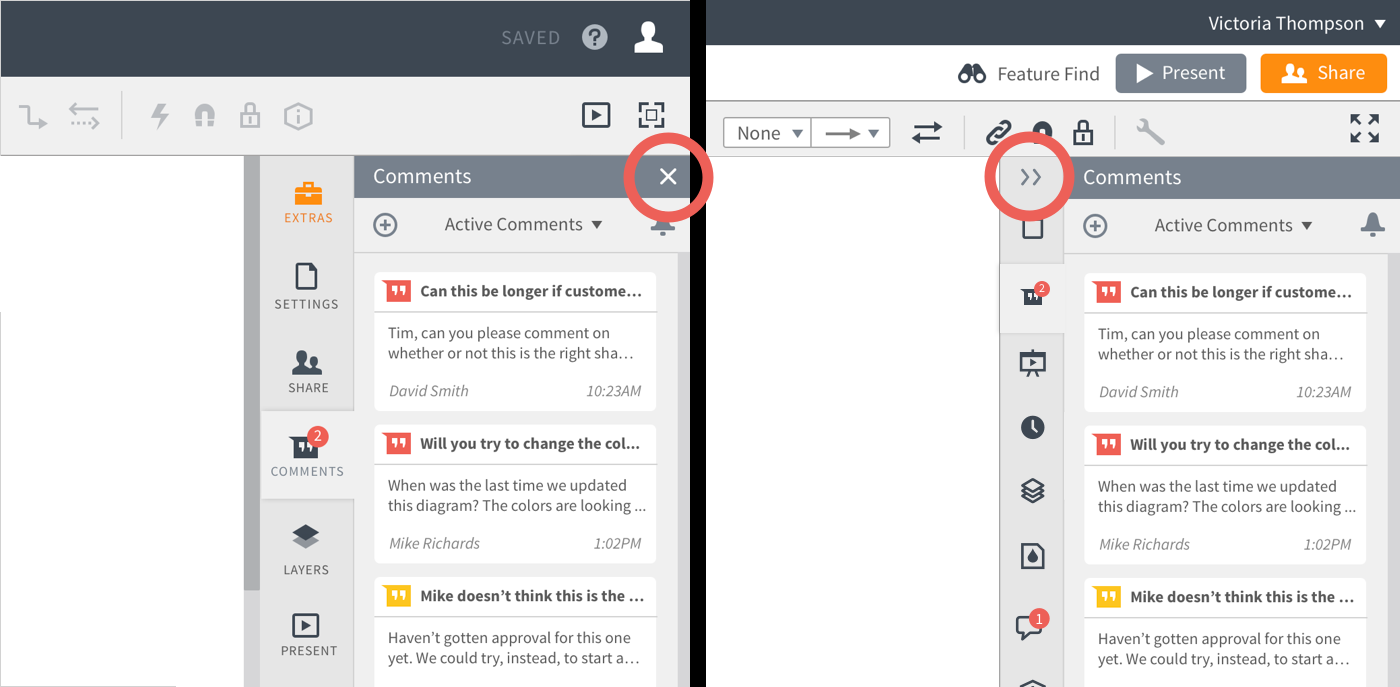 SAVED
?
EXTRAS
SETTINGS
SHARE
2
COMMENTS
LAYERS
PRESENT
Comments
Active Comments
Can this be longer if custome...
Tim, can you please comment on
whether or not this is the right sha...
David Smith 10:23AM
Will you try to change the col...
When was the last time we updated
this diagram? The colors are looking ...
Mike Richards 1:02PM
Mike doesn’t think this is the ...
Haven’t gotten approval for this one
yet. We could try, instead, to start a...
Victoria Thompson
Feature Find Present Share
None
2
1
Comments
Active Comments
Can this be longer if custome...
Tim, can you please comment on
whether or not this is the right sha...
David Smith 10:23AM
Will you try to change the col...
When was the last time we updated
this diagram? The colors are looking ...
Mike Richards 1:02PM
Mike doesn’t think this is the ...
Haven’t gotten approval for this one
yet. We could try, instead, to start a...